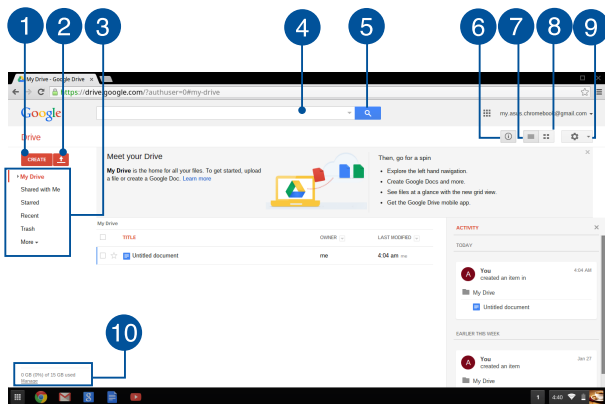 1
2
3
4
5
6
7
8
9
My Drive - Google Drive ×
https://drive.google.com/?authuser=0#my-drive
Google
my.asus.chromebook@gmail.com
Drive
CREATE
Meet your Drive
My Drive is the home for all your files. To get started, upload
a file or create a Google Doc. Learn more
Then, go for a spin
• Explore the left hand navigation.
• Create Google Docs and more.
• See files at a glance with the new grid view.
• Get the Google Drive mobile app.
My Drive
Shared with Me
Starred
Recent
Trash
More
My Drive
TITLE
OWNER
LAST MODIFIED
Untitled document
me
4:04 am me
ACTIVITY
TODAY
A
You
4:04 AM
created an item in
My Drive
Untitled document
EARLIER THIS WEEK
A
You
Jan 27
created an item
My Drive
10
0 GB (0%) of 15 GB used
Manage
8
1
4:40